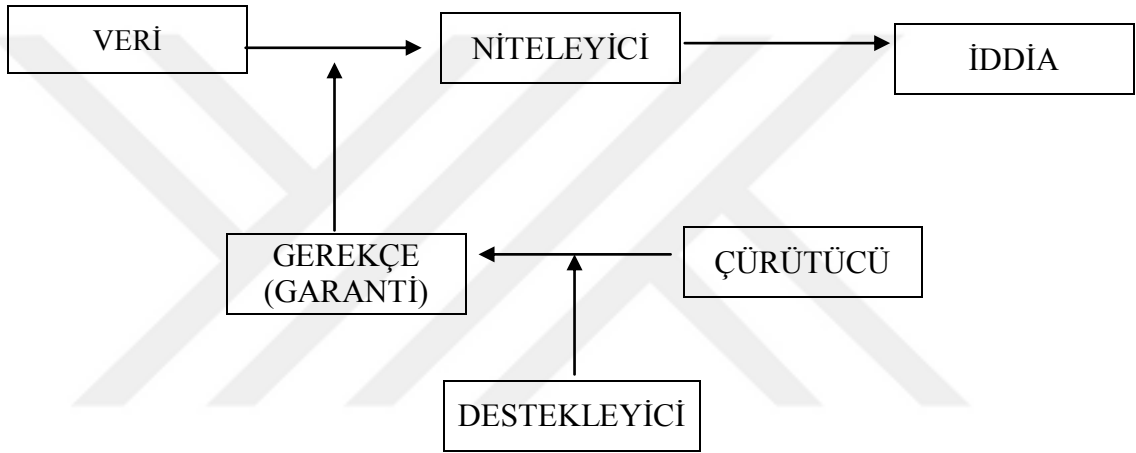 VERİ
NİTELEYİCİ
İDDİA
GEREKÇE
(GARANTİ)
ÇÜRÜTÜCÜ
DESTEKLEYİCİ